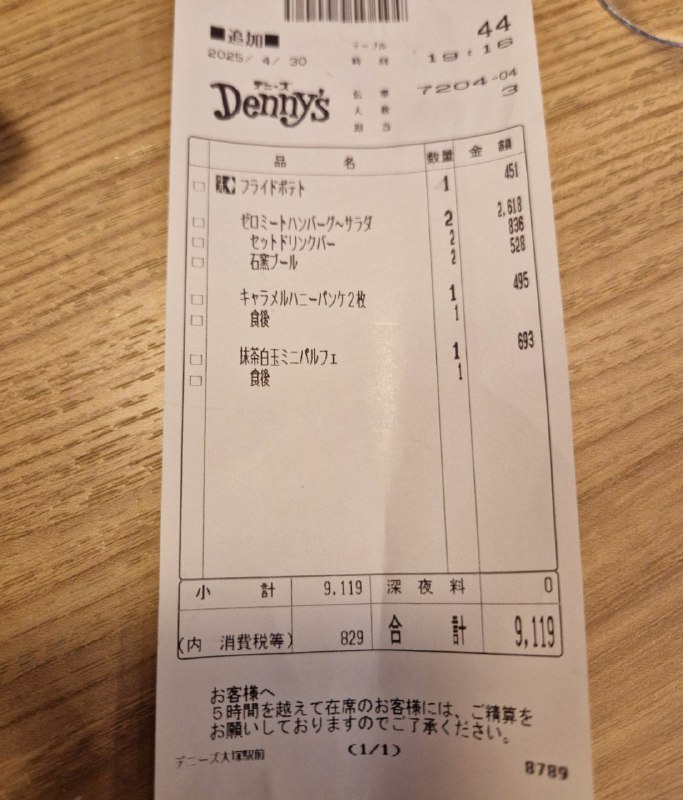 ■追加■ テーブル 44
2025/ 4/ 30 時刻 19:16
デニーズ
Denny's
伝票 7204-04
人数 3
担当
品名 数量 金額
フライドポテト 1 451
ゼロミートハンバーグ~サラダ 2 2,618
セットドリンクバー 2 836
石窯ブール 2 528
キャラメルハニーパンケ2枚 1 495
食後 1
抹茶白玉ミニパルフェ 1 693
食後 1
小計 9,119 深夜料 0
(内 消費税等) 829 合計 9,119
お客様へ
5時間を越えて在席のお客様には、ご精算を
お願いしておりますのでご了承ください。
デニーズ大塚駅前 (1/1) 8789